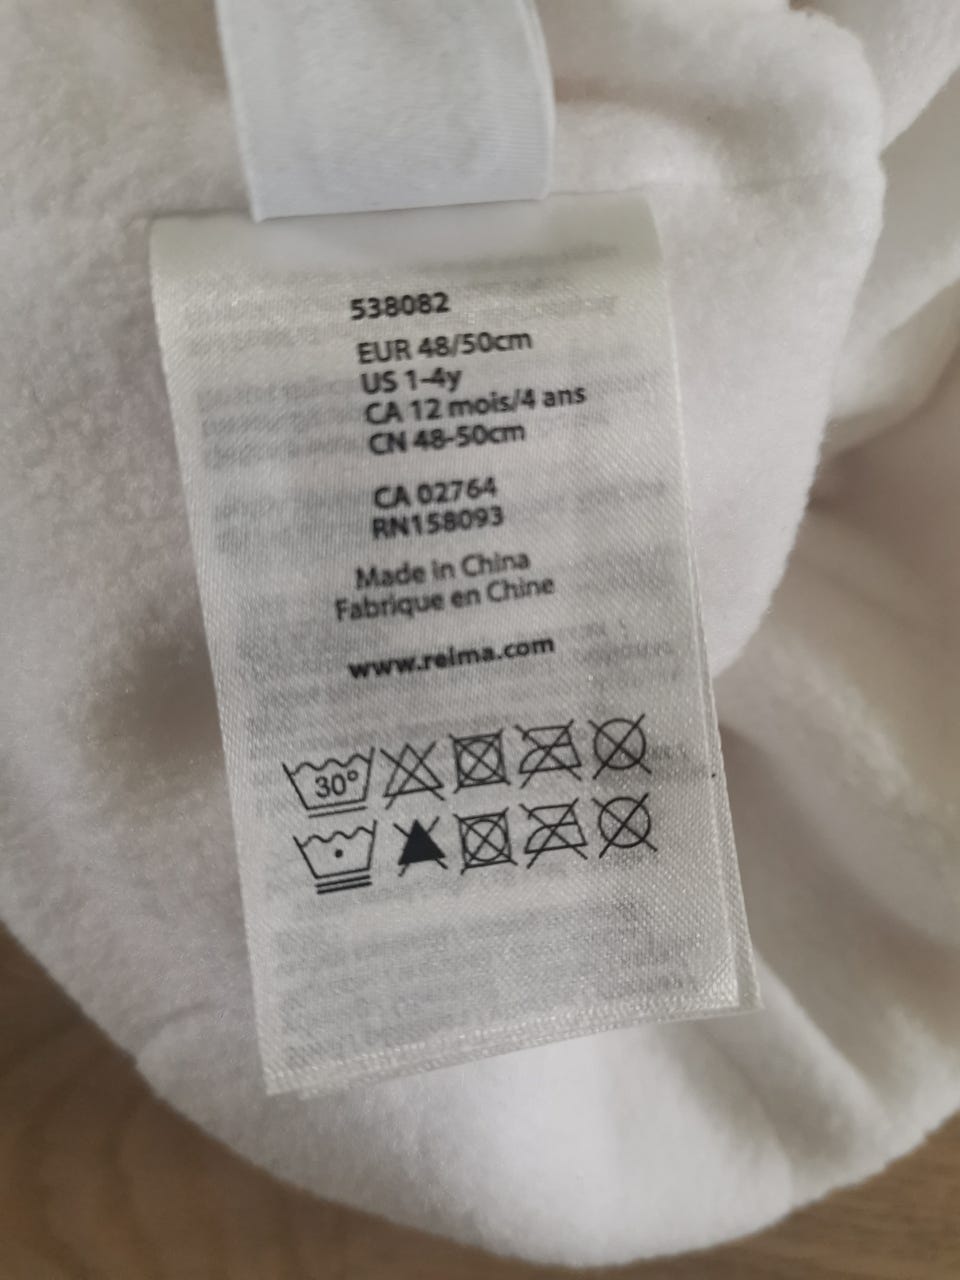 538082
EUR 48/50cm
US 1-4y
CA 12 mois/4 ans
CN 48-50cm
CA 02764
RN158093
Made in China
Fabrique en Chine
www.reima.com
30°